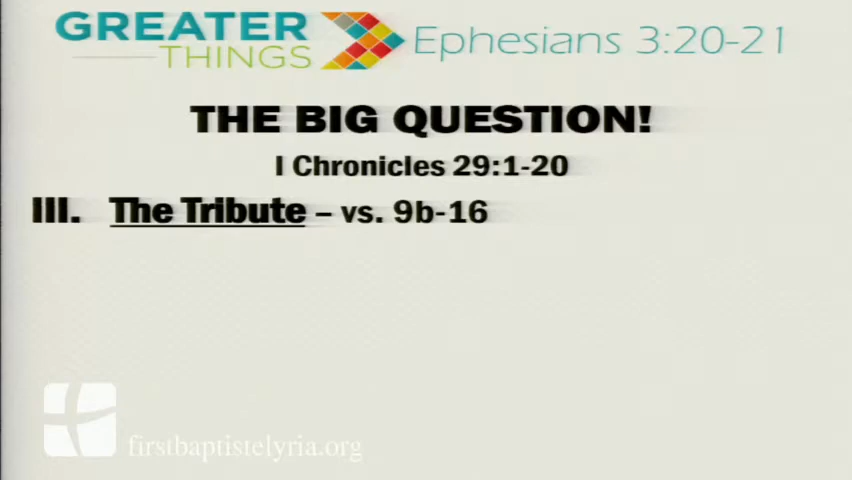 GREATER THINGS Ephesians 3:20-21
THE BIG QUESTION!
I Chronicles 29:1-20
III. The Tribute – vs. 9b-16
firstbaptistelyria.org